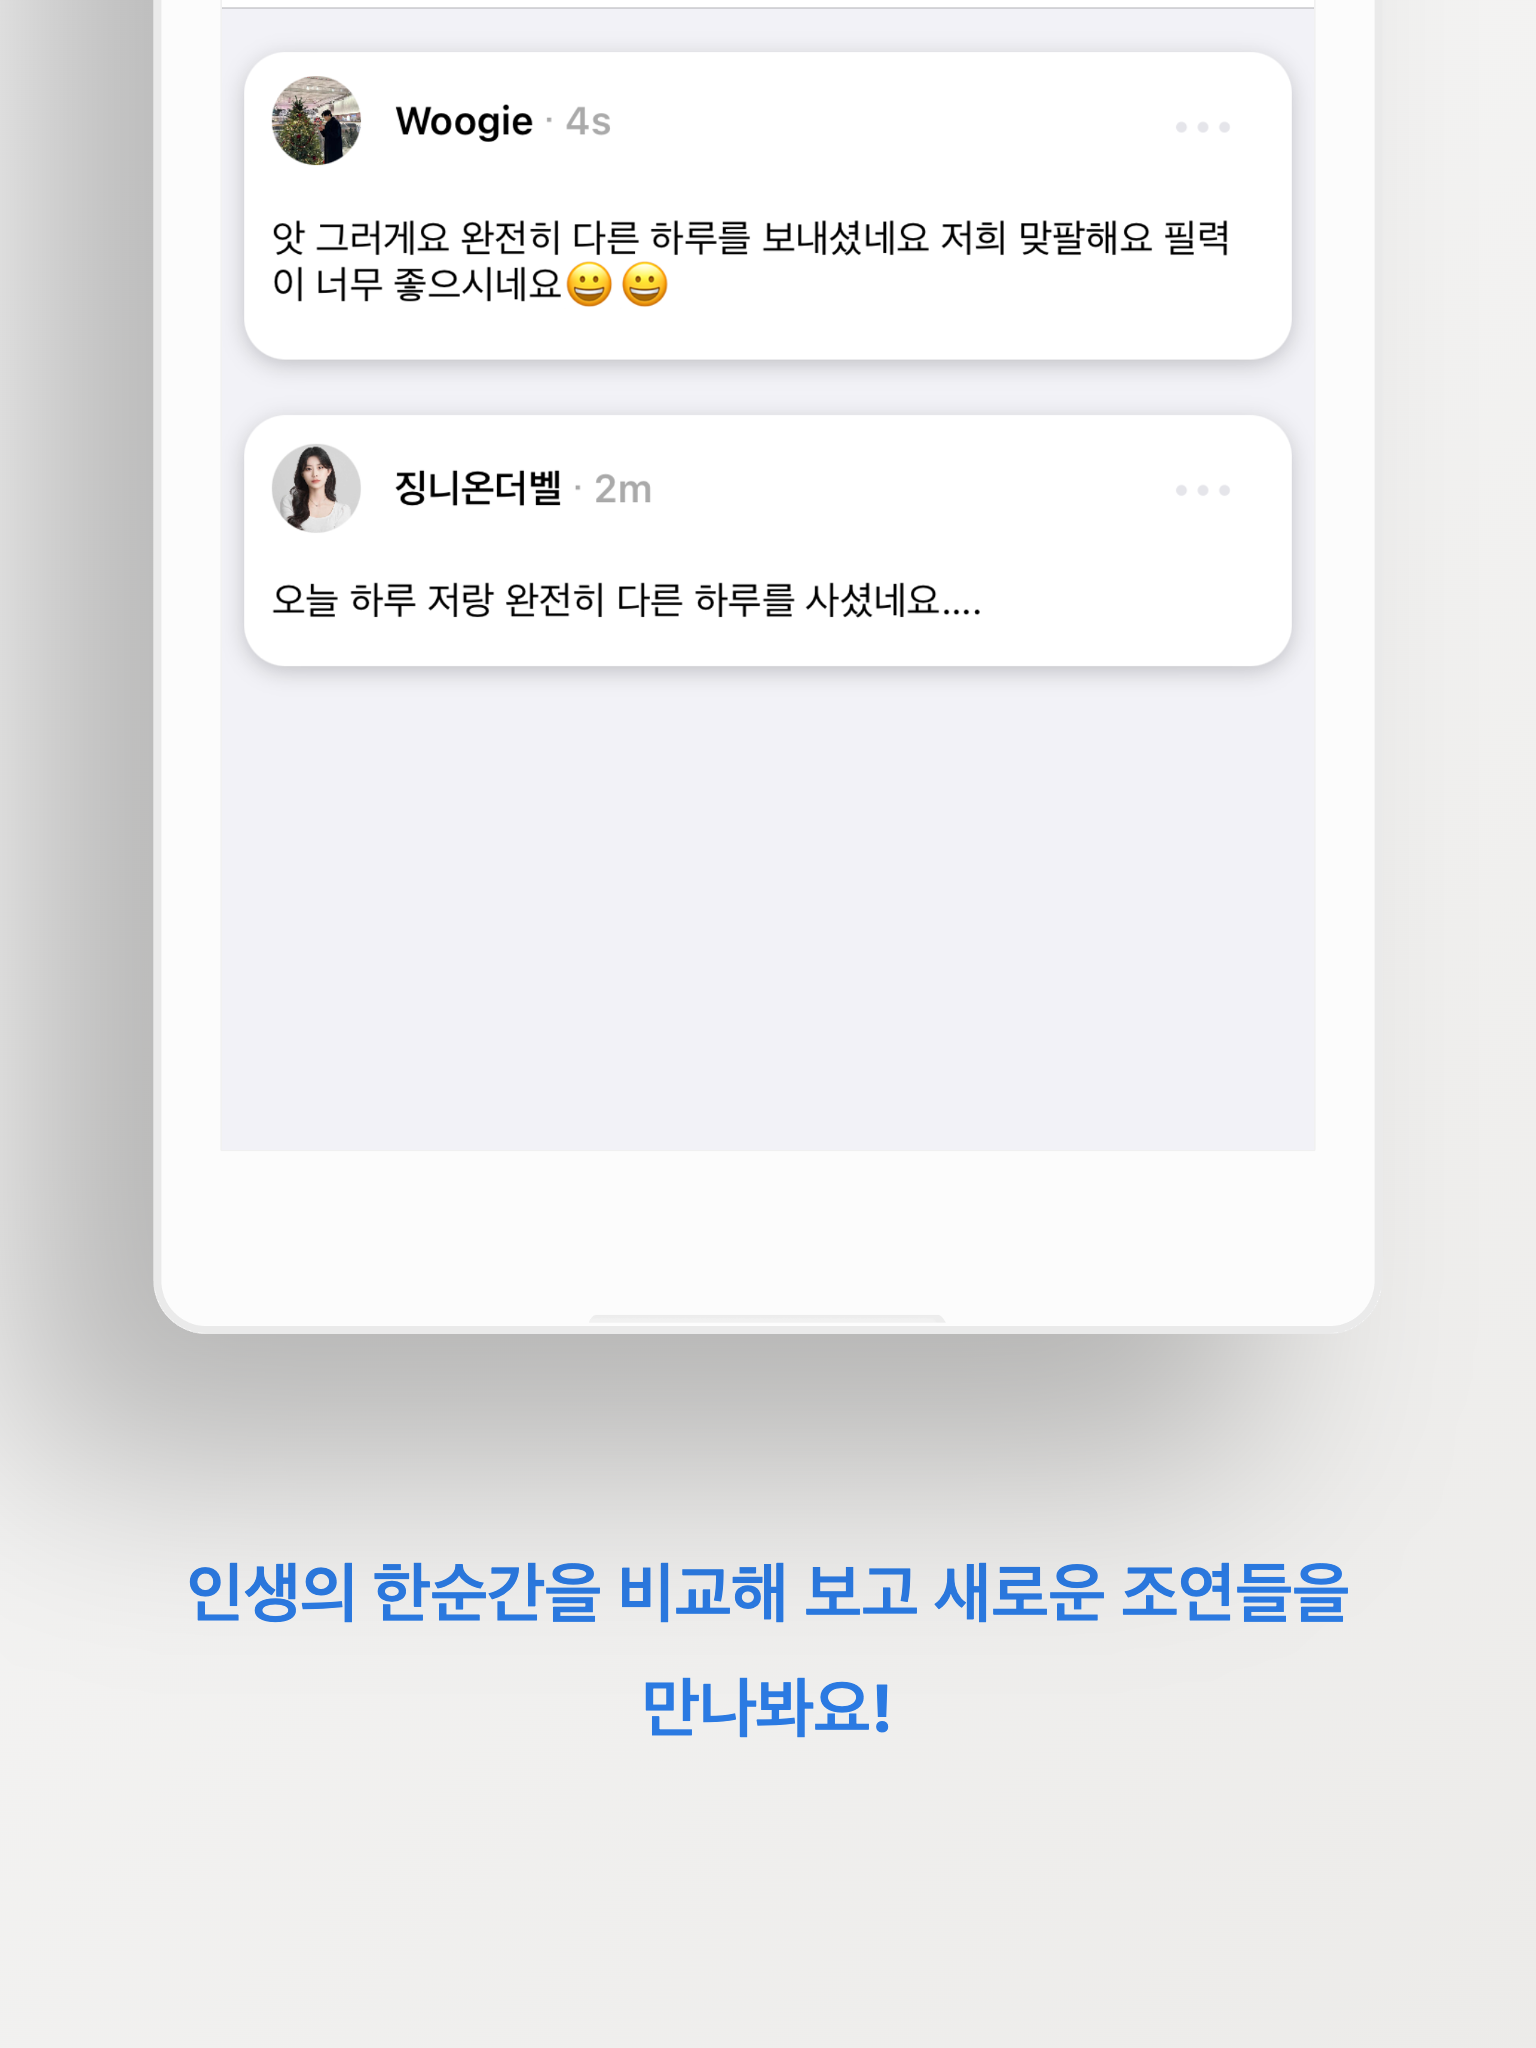 Woogie · 4s
앗 그러게요 완전히 다른 하루를 보내셨네요 저희 맞팔해요 필력
이 너무 좋으시네요😀 😀
징니온더벨 · 2m
오늘 하루 저랑 완전히 다른 하루를 사셨네요....
인생의 한순간을 비교해 보고 새로운 조연들을
만나봐요!